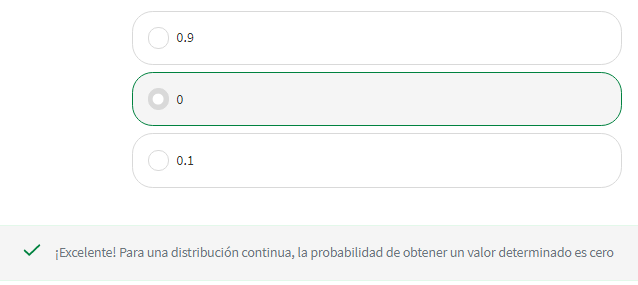 0.9
0
0.1
¡Excelente! Para una distribución continua, la probabilidad de obtener un valor determinado es cero